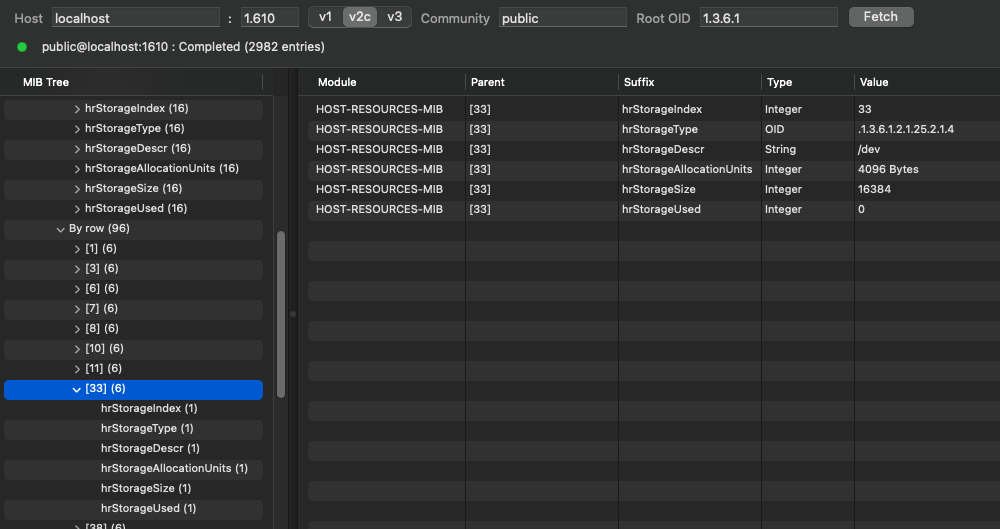 Host localhost : 1.610 v1 v2c v3 Community public Root OID 1.3.6.1 Fetch
public@localhost:1610 : Completed (2982 entries)
MIB Tree
hrStorageIndex (16)
hrStorageType (16)
hrStorageDescr (16)
hrStorageAllocationUnits (16)
hrStorageSize (16)
hrStorageUsed (16)
By row (96)
[1] (6)
[3] (6)
[6] (6)
[7] (6)
[8] (6)
[10] (6)
[11] (6)
[33] (6)
hrStorageIndex (1)
hrStorageType (1)
hrStorageDescr (1)
hrStorageAllocationUnits (1)
hrStorageSize (1)
hrStorageUsed (1)
[38] (6)
Module Parent Suffix Type Value
HOST-RESOURCES-MIB [33] hrStorageIndex Integer 33
HOST-RESOURCES-MIB [33] hrStorageType OID .1.3.6.1.2.1.25.2.1.4
HOST-RESOURCES-MIB [33] hrStorageDescr String /dev
HOST-RESOURCES-MIB [33] hrStorageAllocationUnits Integer 4096 Bytes
HOST-RESOURCES-MIB [33] hrStorageSize Integer 16384
HOST-RESOURCES-MIB [33] hrStorageUsed Integer 0